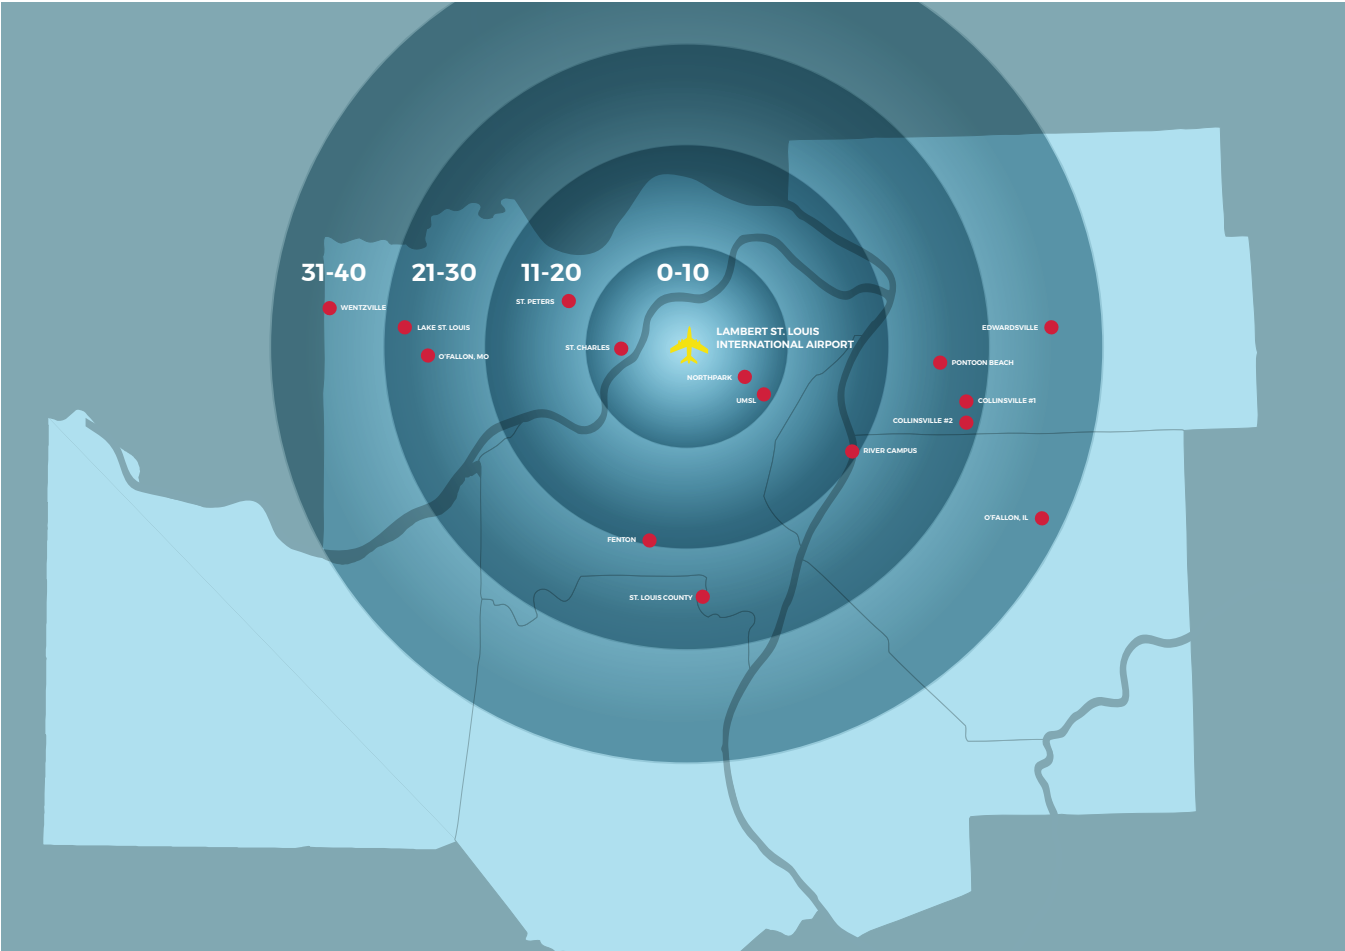 31-40
21-30
11-20
0-10
ST. PETERS
WENTZVILLE
LAKE ST. LOUIS
O'FALLON, MO
ST. CHARLES
LAMBERT ST. LOUIS
INTERNATIONAL AIRPORT
EDWARDSVILLE
PONTOON BEACH
NORTHPARK
UMSL
COLLINSVILLE #1
COLLINSVILLE #2
RIVER CAMPUS
O'FALLON, IL
FENTON
ST. LOUIS COUNTY